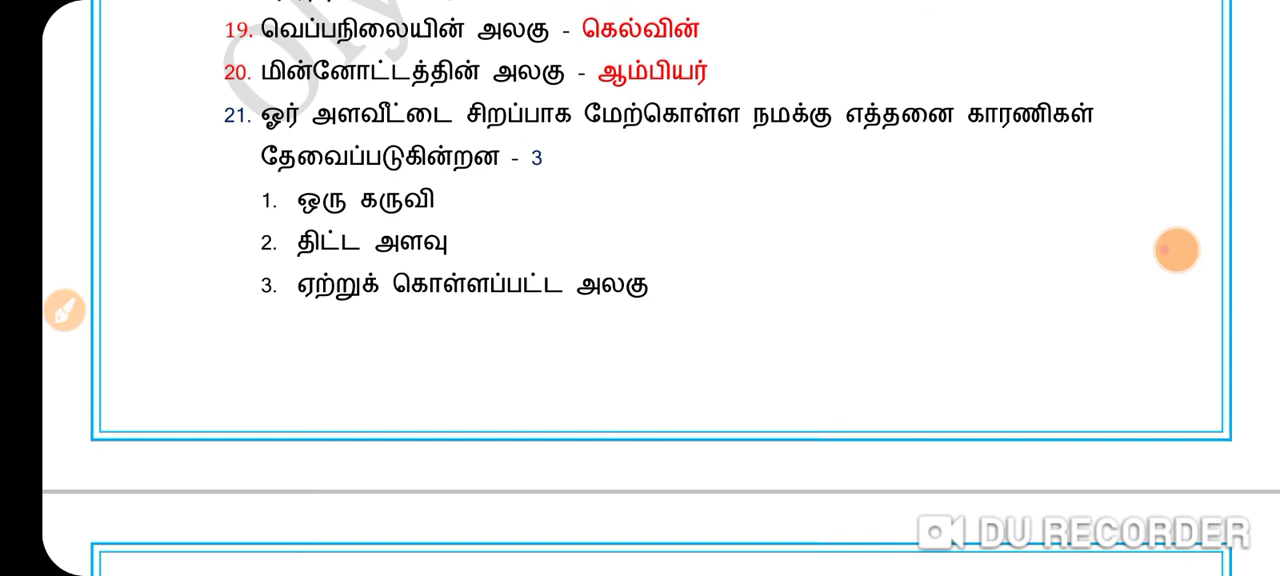 19. வெப்பநிலையின் அலகு - கெல்வின்
20. மின்னோட்டத்தின் அலகு - ஆம்பியர்
21. ஓர் அளவீட்டை சிறப்பாக மேற்கொள்ள நமக்கு எத்தனை காரணிகள்
தேவைப்படுகின்றன - 3
1. ஒரு கருவி
2. திட்ட அளவு
3. ஏற்றுக் கொள்ளப்பட்ட அலகு
DU RECORDER